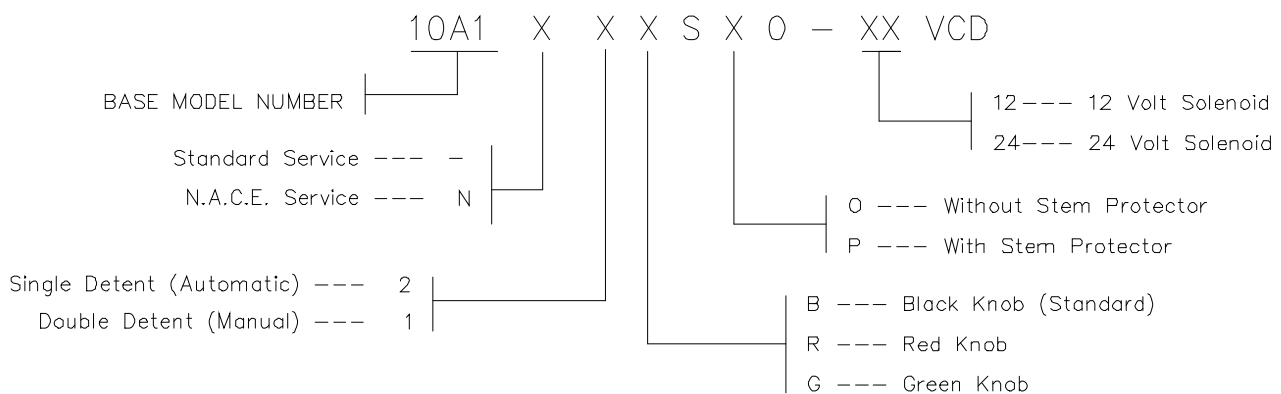 10A1 X X X S X 0 - XX VCD
BASE MODEL NUMBER
12--- 12 Volt Solenoid
24--- 24 Volt Solenoid
Standard Service --- -
N.A.C.E. Service --- N
O --- Without Stem Protector
P --- With Stem Protector
Single Detent (Automatic) --- 2
Double Detent (Manual) --- 1
B --- Black Knob (Standard)
R --- Red Knob
G --- Green Knob